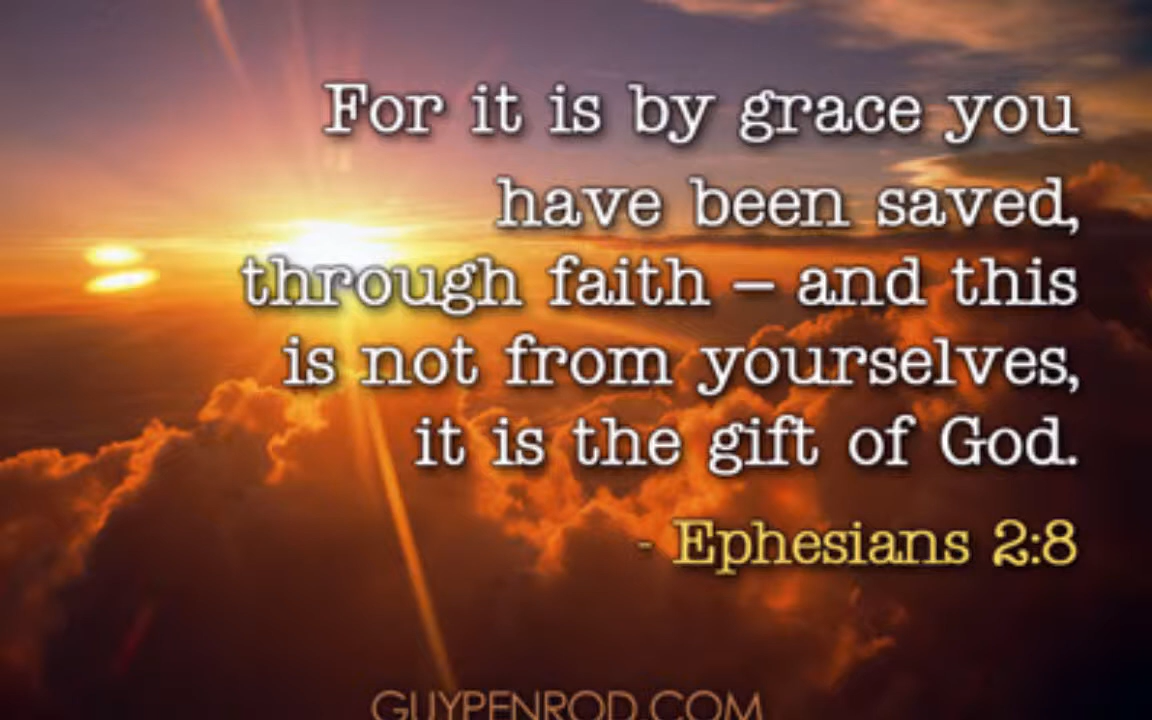 For it is by grace you
have been saved,
through faith – and this
is not from yourselves,
it is the gift of God.
- Ephesians 2:8
GUYPENROD.COM